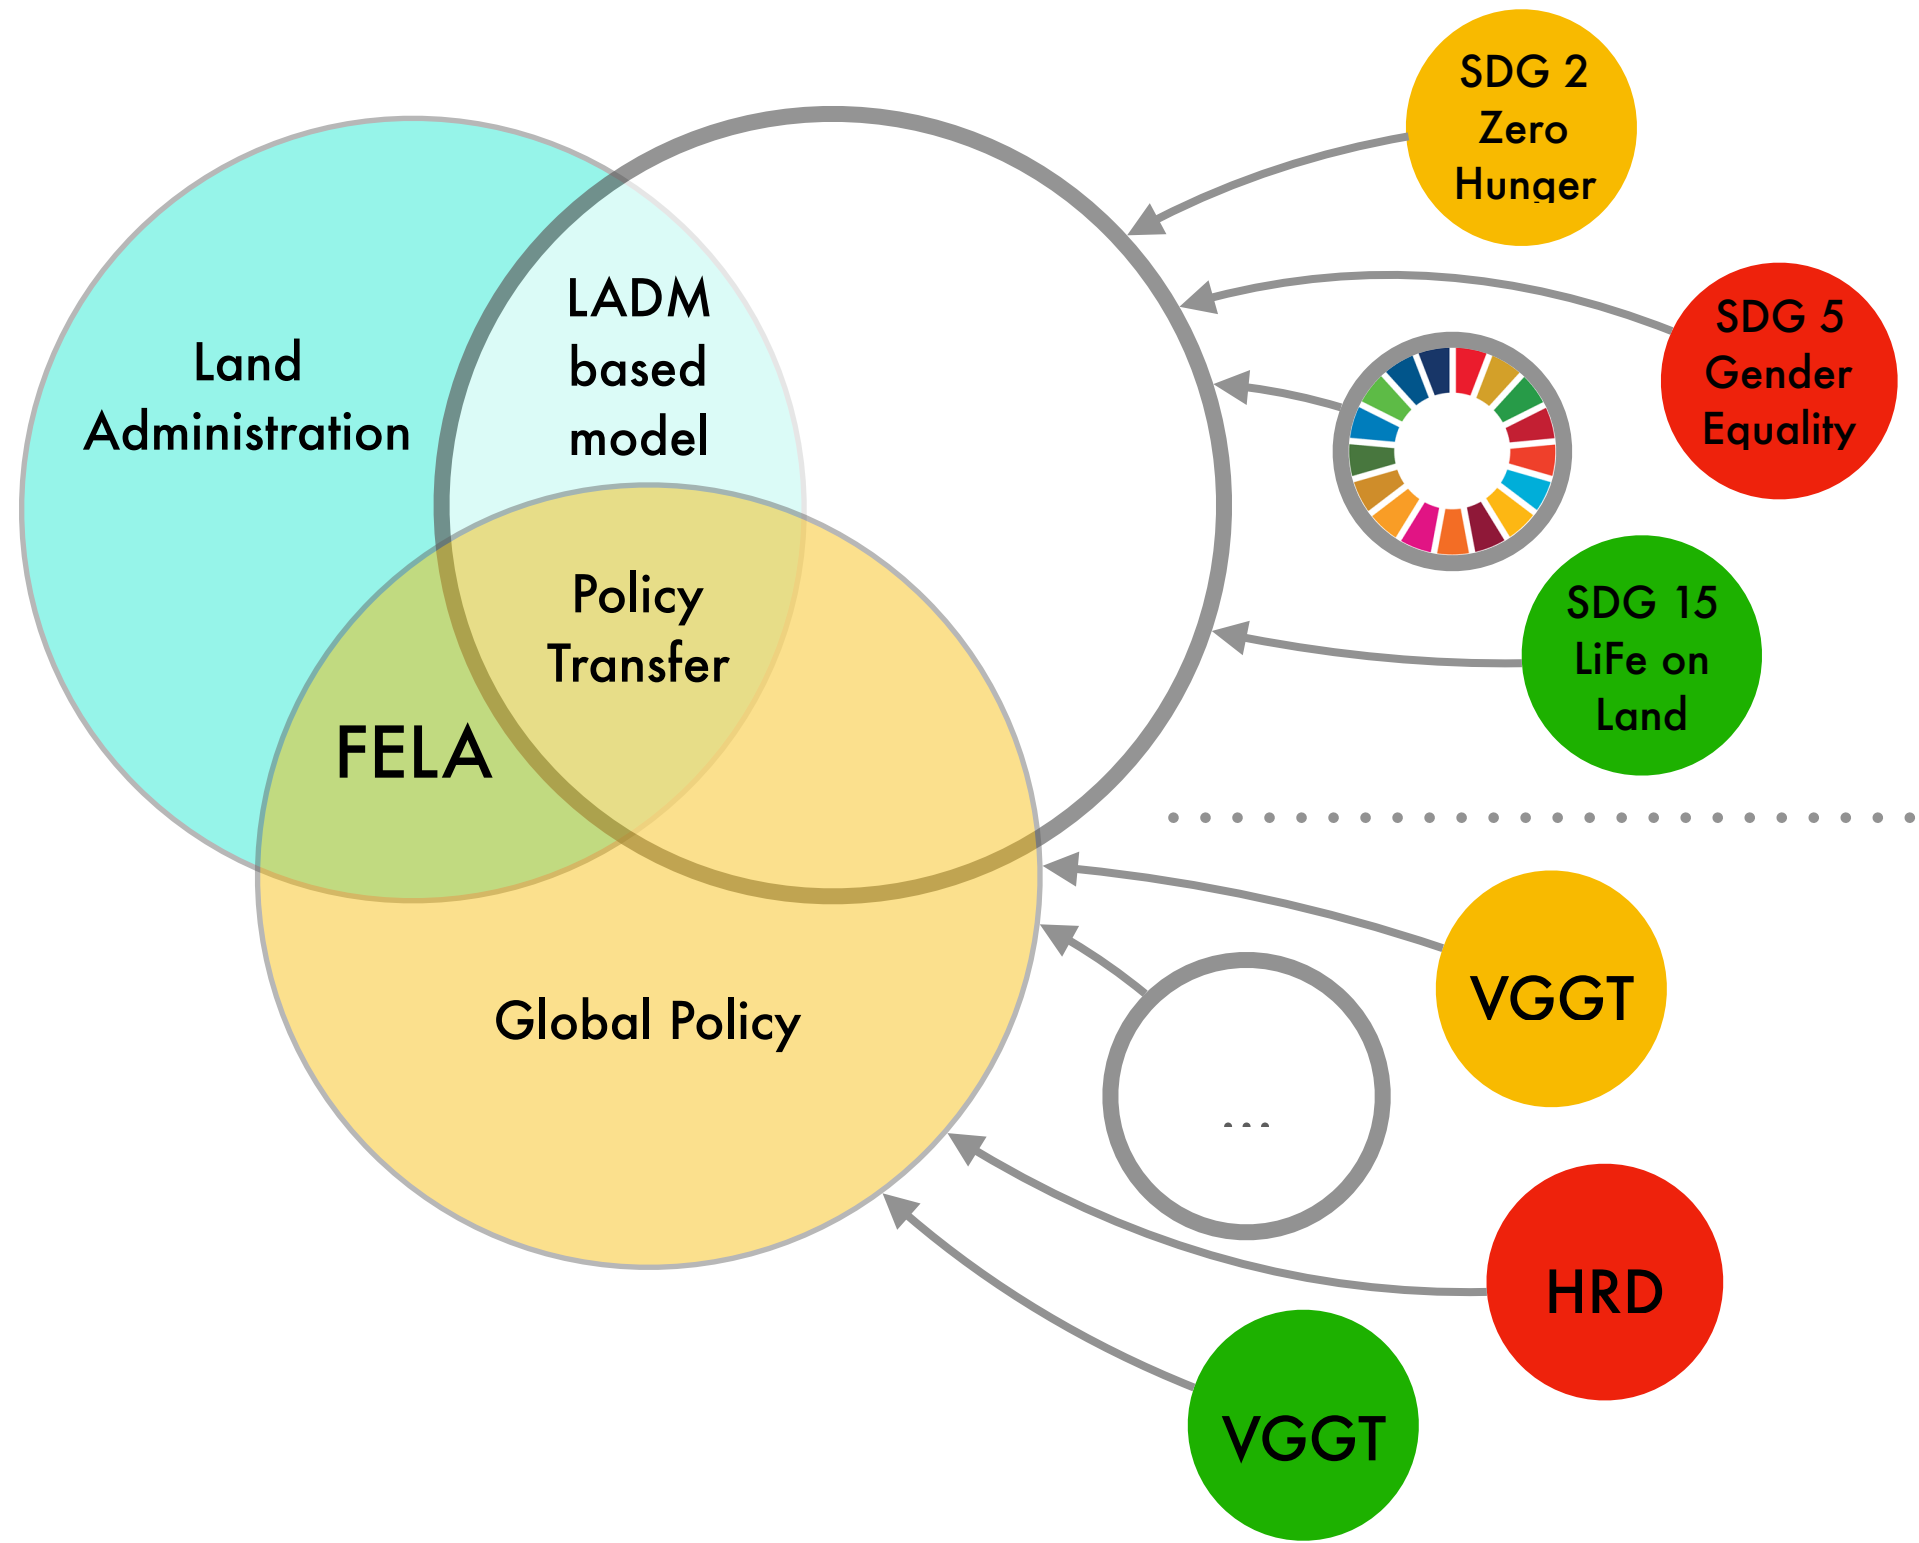 SDG 2
Zero
Hunger
SDG 5
Gender
Equality
LADM
based
model
Land
Administration
Policy
Transfer
FELA
SDG 15
LiFe on
Land
Global Policy
VGGT
...
HRD
VGGT